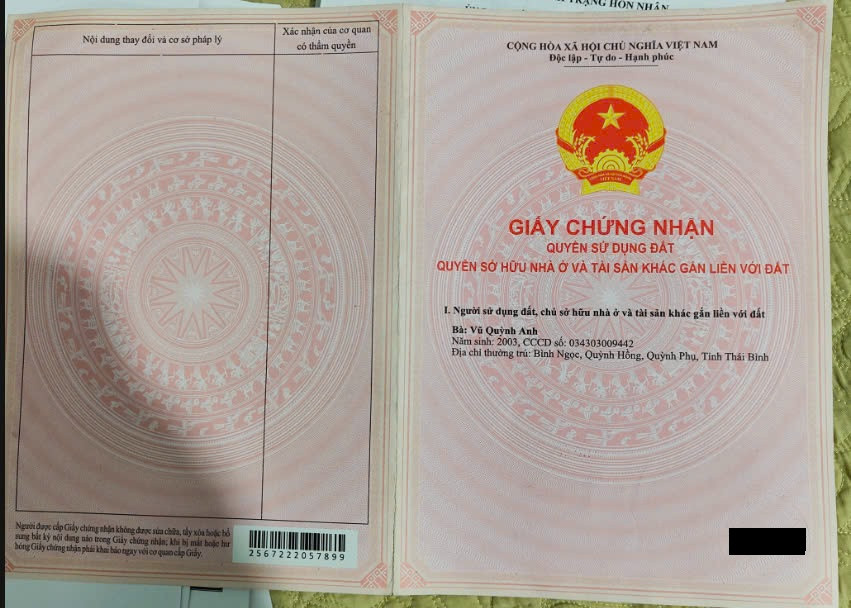 TRẠNG HÔN NHÂN
Nội dung thay đổi và cơ sở pháp lý
Xác nhận của cơ quan
có thẩm quyền
Người được cấp Giấy chứng nhận không được sửa chữa, tẩy xóa hoặc bổ
sung bất kỳ nội dung nào trong Giấy chứng nhận; khi bị mất hoặc hư
hỏng Giấy chứng nhận phải khai báo ngay với cơ quan cấp Giấy.
2567222057899
CỘNG HÒA XÃ HỘI CHỦ NGHĨA VIỆT NAM
Độc lập - Tự do - Hạnh phúc
VIỆT NAM
GIẤY CHỨNG NHẬN
QUYỀN SỬ DỤNG ĐẤT
QUYỀN SỞ HỮU NHÀ Ở VÀ TÀI SẢN KHÁC GẮN LIỀN VỚI ĐẤT
I. Người sử dụng đất, chủ sở hữu nhà ở và tài sản khác gắn liền với đất
Bà: Vũ Quỳnh Anh
Năm sinh: 2003, CCCD số: 034303009442
Địa chỉ thường trú: Bình Ngọc, Quỳnh Hồng, Quỳnh Phụ, Tỉnh Thái Bình